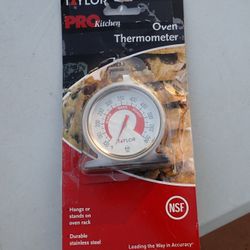 TAYLOR
PRO Kitchen
Oven
Thermometer
TAYLOR
Hangs or
stands on
oven rack
Durable
stainless steel
NSF
Leading the Way in Accuracy